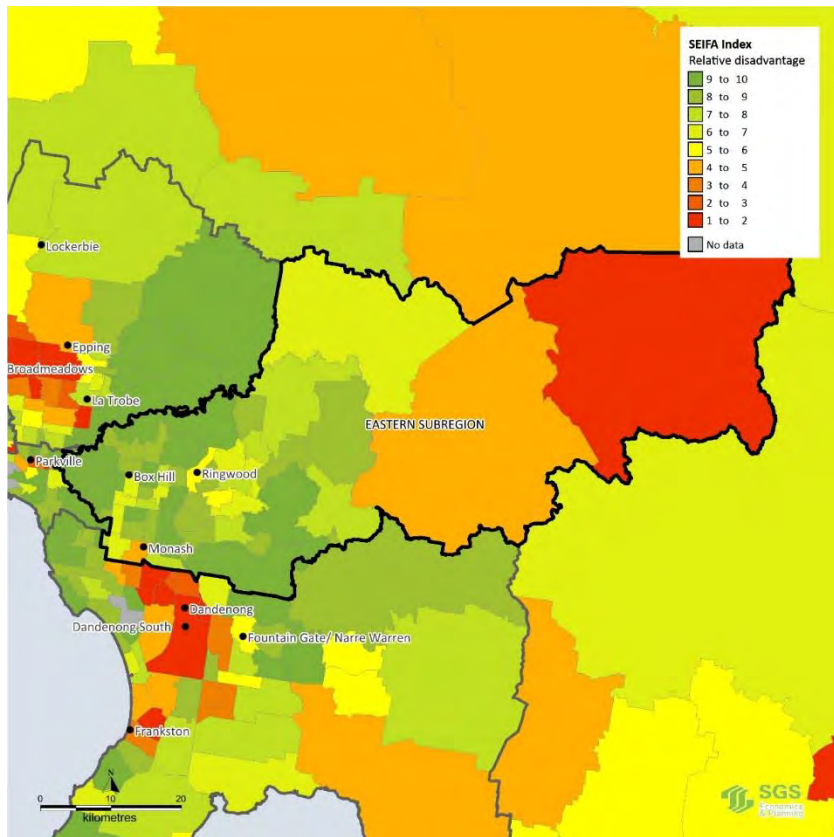 SEIFA Index
Relative disadvantage
9 to 10
8 to 9
7 to 8
6 to 7
5 to 6
4 to 5
3 to 4
2 to 3
1 to 2
No data
Lockerbie
Epping
Broadmeadows
La Trobe
EASTERN SUBREGION
Parkville
Box Hill
Ringwood
Monash
Dandenong
Dandenong South
Fountain Gate/ Narre Warren
Frankston
N
0 10 20
kilometres
SGS
Economics
& Planning